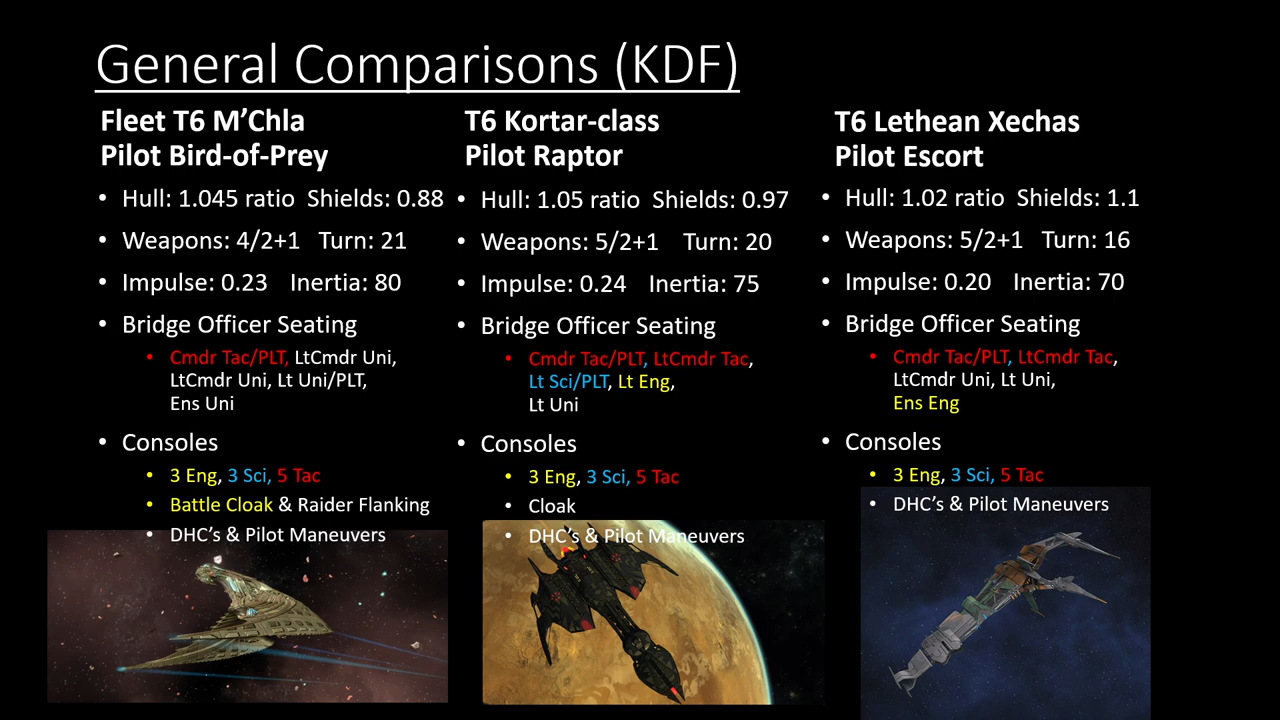 General Comparisons (KDF)
Fleet T6 M’Chla
Pilot Bird-of-Prey
• Hull: 1.045 ratio Shields: 0.88
• Weapons: 4/2+1 Turn: 21
• Impulse: 0.23 Inertia: 80
• Bridge Officer Seating
• Cmdr Tac/PLT, LtCmdr Uni,
LtCmdr Uni, Lt Uni/PLT,
Ens Uni
• Consoles
• 3 Eng, 3 Sci, 5 Tac
• Battle Cloak & Raider Flanking
• DHC’s & Pilot Maneuvers
T6 Kortar-class
Pilot Raptor
• Hull: 1.05 ratio Shields: 0.97
• Weapons: 5/2+1 Turn: 20
• Impulse: 0.24 Inertia: 75
• Bridge Officer Seating
• Cmdr Tac/PLT, LtCmdr Tac,
Lt Sci/PLT, Lt Eng,
Lt Uni
• Consoles
• 3 Eng, 3 Sci, 5 Tac
• Cloak
• DHC’s & Pilot Maneuvers
T6 Lethean Xechas
Pilot Escort
• Hull: 1.02 ratio Shields: 1.1
• Weapons: 5/2+1 Turn: 16
• Impulse: 0.20 Inertia: 70
• Bridge Officer Seating
• Cmdr Tac/PLT, LtCmdr Tac,
LtCmdr Uni, Lt Uni,
Ens Eng
• Consoles
• 3 Eng, 3 Sci, 5 Tac
• DHC’s & Pilot Maneuvers